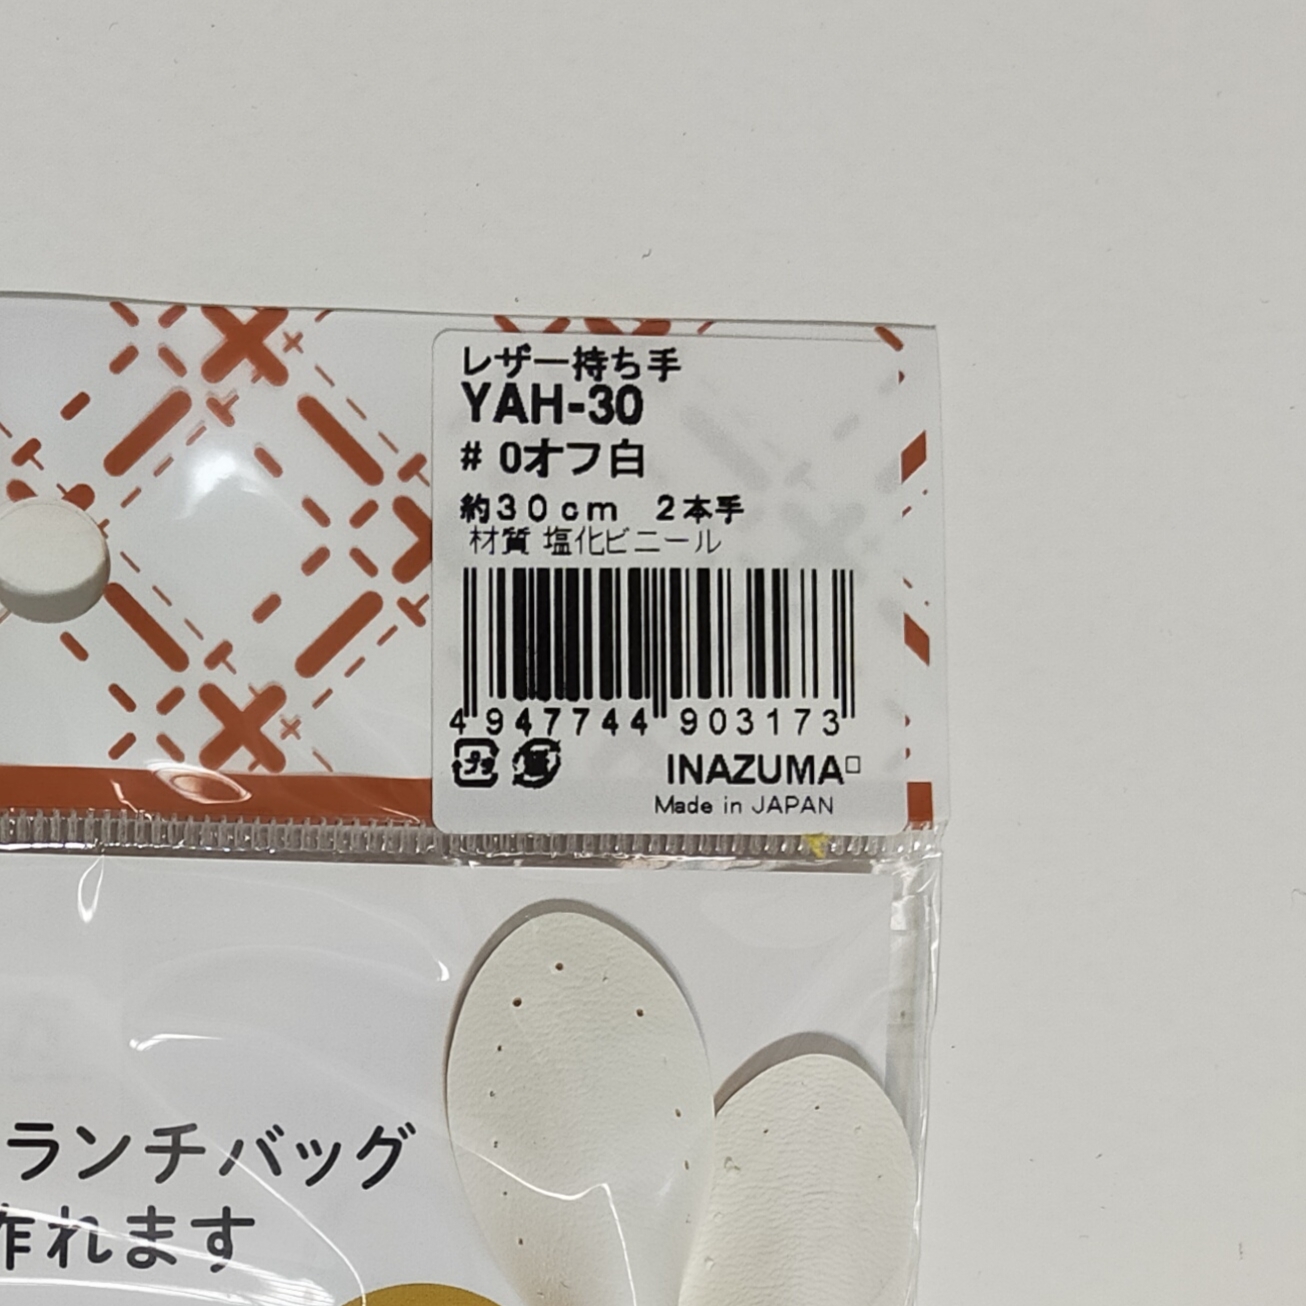 レザー持ち手
YAH-30
# 0オフ白
約30cm 2本手
材質 塩化ビニール
4 947744 903173
プラ
INAZUMA□
Made in JAPAN
ランチバッグ
作れます